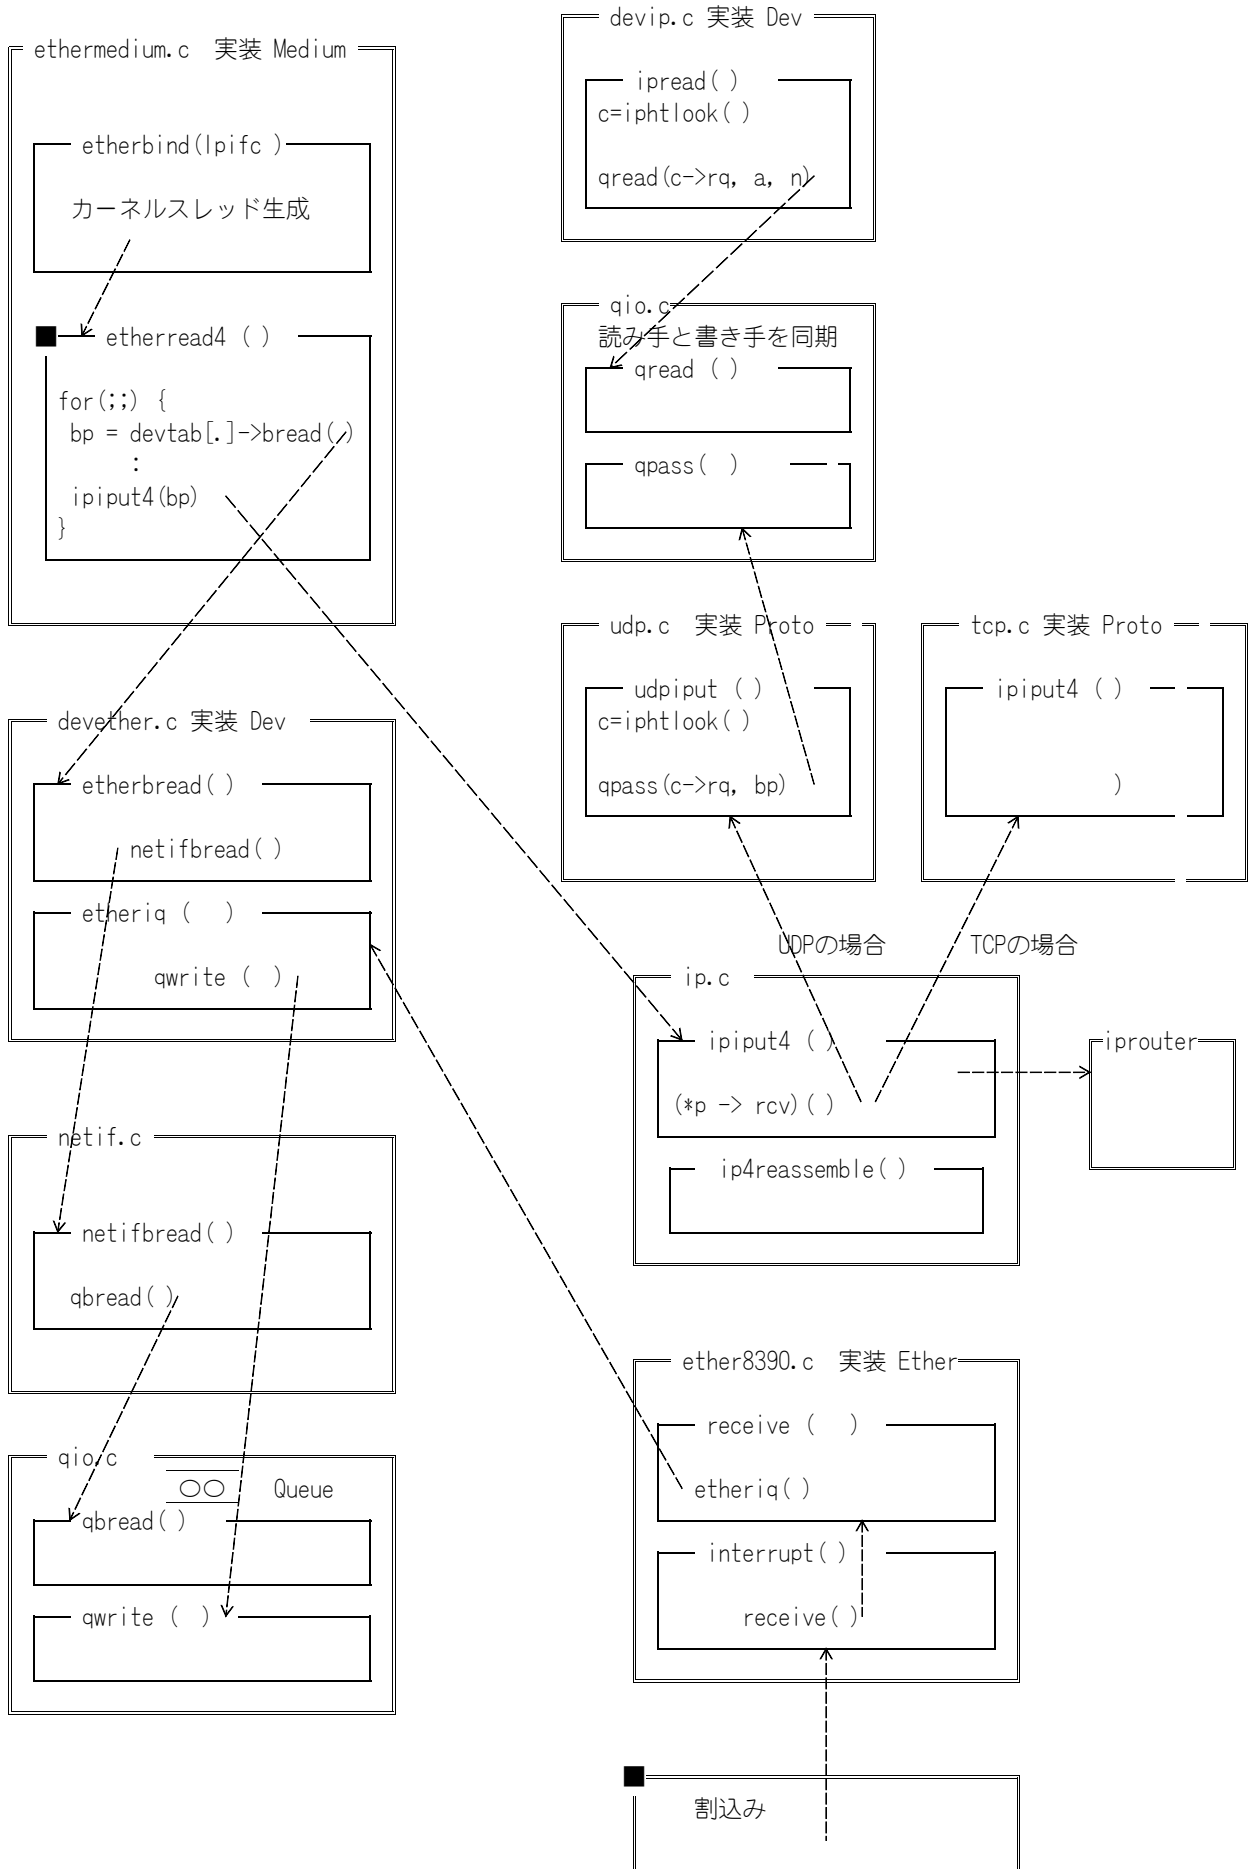 ethermedium.c 実装 Medium
etherbind(Ipifc )
カーネルスレッド生成
etherread4 ( )
for(;;) {
bp = devtab[.]->bread( )
:
ipiput4(bp)
}
devether.c 実装 Dev
etherbread( )
netifbread( )
etheriq ( )
qwrite ( )
netif.c
netifbread( )
qbread( )
qio.c
○○ Queue
qbread( )
qwrite ( )
devip.c 実装 Dev
ipread( )
c=iphtlook( )
qread(c->rq, a, n)
qio.c
読み手と書き手を同期
qread ( )
qpass( )
udp.c 実装 Proto
udpiput ( )
c=iphtlook( )
qpass(c->rq, bp)
tcp.c 実装 Proto
ipiput4 ( )
)
UDPの場合
TCPの場合
ip.c
ipiput4 ( )
(*p -> rcv)( )
ip4reassemble( )
iprouter
ether8390.c 実装 Ether
receive ( )
etheriq( )
interrupt( )
receive( )
割込み